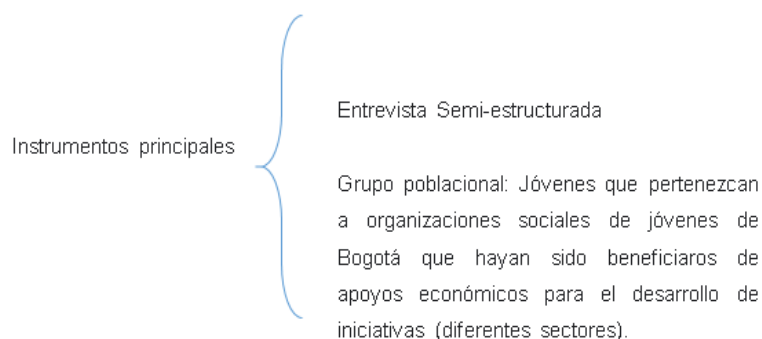 Instrumentos principales
Entrevista Semi-estructurada
Grupo poblacional: Jóvenes que pertenezcan
a organizaciones sociales de jóvenes de
Bogotá que hayan sido beneficiaros de
apoyos económicos para el desarrollo de
iniciativas (diferentes sectores).